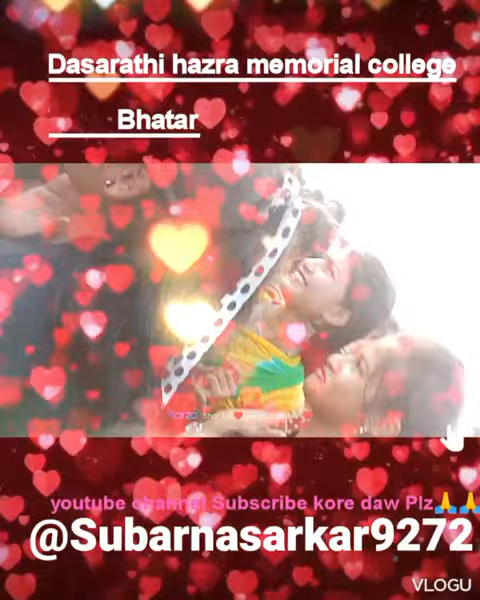 Dasarathi hazra memorial college
Bhatar
youtube channel Subscribe kore daw Plz🙏🙏
@Subarnasarkar9272
VLOGU